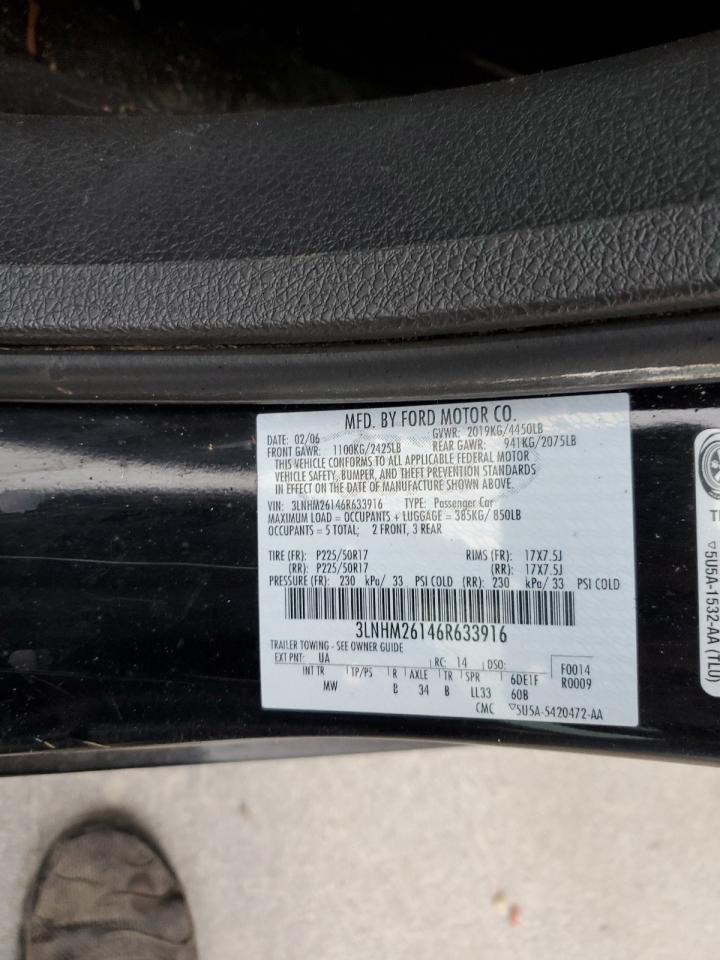 MFD. BY FORD MOTOR CO.
DATE: 02/06 GVWR: 2019KG/4450LB
FRONT GAWR: 1100KG/2425LB REAR GAWR: 941KG/2075LB
THIS VEHICLE CONFORMS TO ALL APPLICABLE FEDERAL MOTOR
VEHICLE SAFETY, BUMPER, AND THEFT PREVENTION STANDARDS
IN EFFECT ON THE DATE OF MANUFACTURE SHOWN ABOVE.
VIN: 3LNHM26146R633916 TYPE: Passenger Car
MAXIMUM LOAD = OCCUPANTS + LUGGAGE = 385KG/ 850LB
OCCUPANTS = 5 TOTAL; 2 FRONT, 3 REAR
TIRE (FR): P225/50R17 RIMS (FR): 17X7.5J
(RR): P225/50R17 (RR): 17X7.5J
PRESSURE (FR): 230 kPa/ 33 PSI COLD (RR): 230 kPa/ 33 PSI COLD
3LNHM26146R633916
TRAILER TOWING - SEE OWNER GUIDE
EXT PNT: UA RC: 14 DSO: F0014
INT TR TP/PS R AXLE TR SPR 6DE1F R0009
MW B 34 B LL33 60B
CMC ▽5U5A-5420472-AA
▽5U5A-1532-AA (TLU)